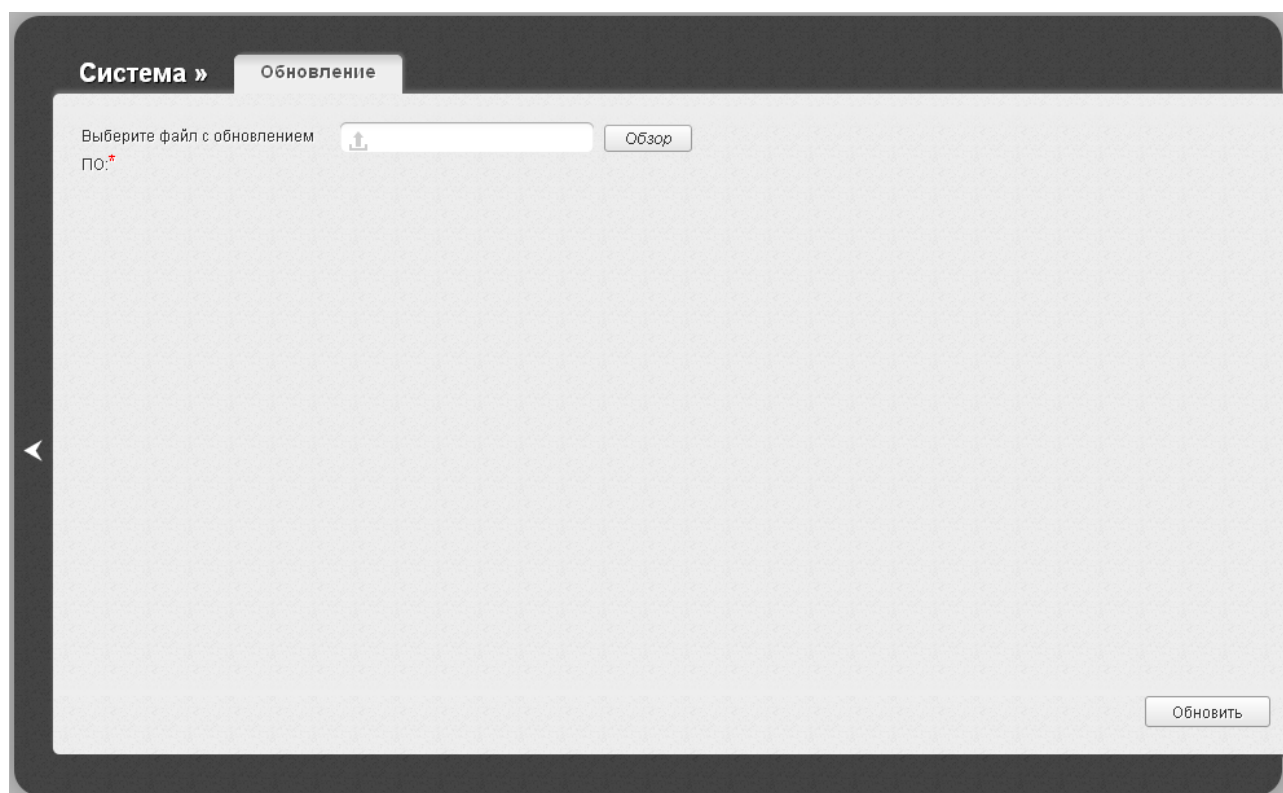 Система » Обновление
Выберите файл с обновлением Обзор
ПО:*
Обновить